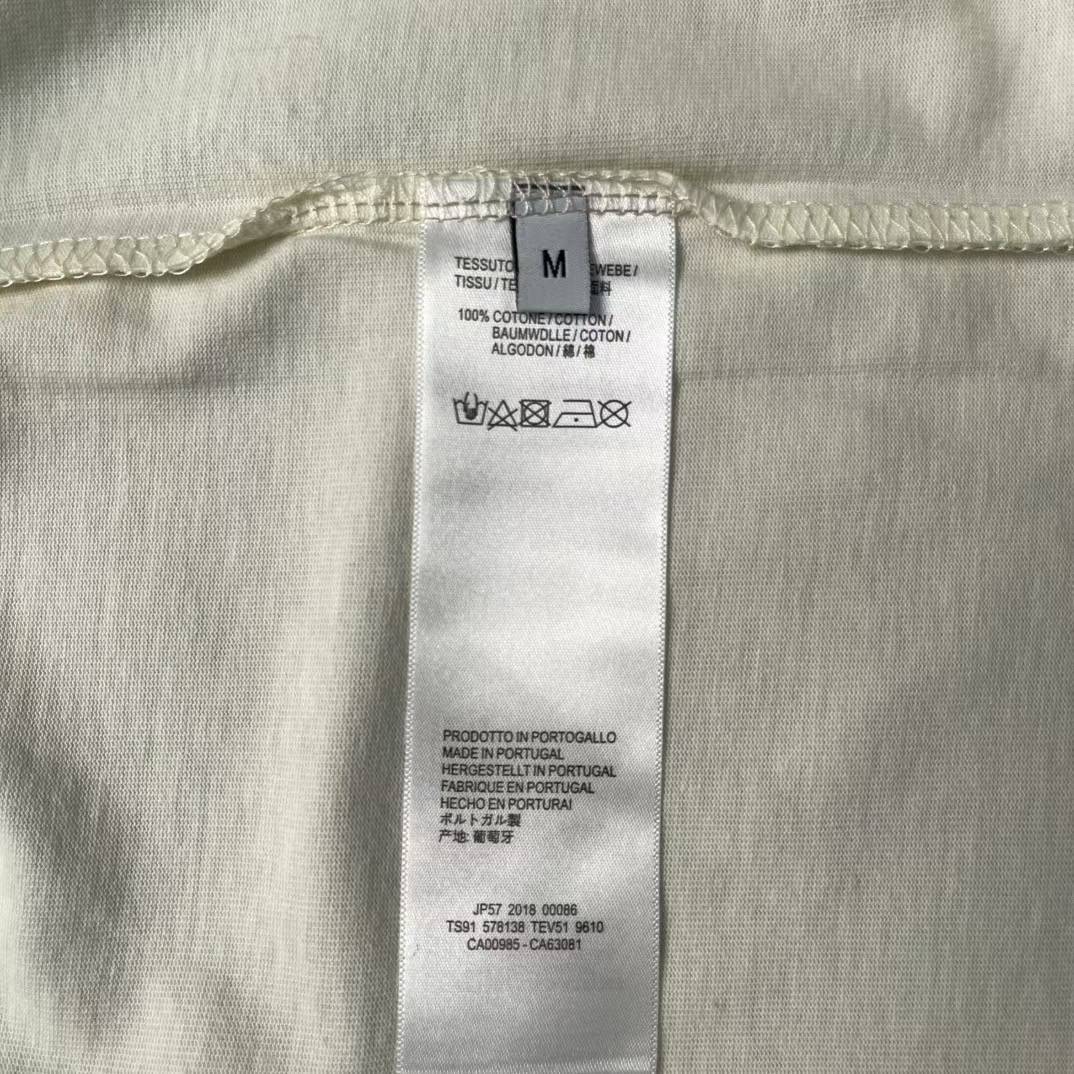 M
TESSUTO EWEBE /
TISSU / TE 面料
100% COTONE / COTTON /
BAUMWDLLE / COTON /
ALGODON / 綿 / 棉
PRODOTTO IN PORTOGALLO
MADE IN PORTUGAL
HERGESTELLT IN PORTUGAL
FABRIQUE EN PORTUGAL
HECHO EN PORTURAI
ポルトガル製
产地: 葡萄牙
JP57 2018 00086
TS91 578138 TEV51 9610
CA00985 - CA63081